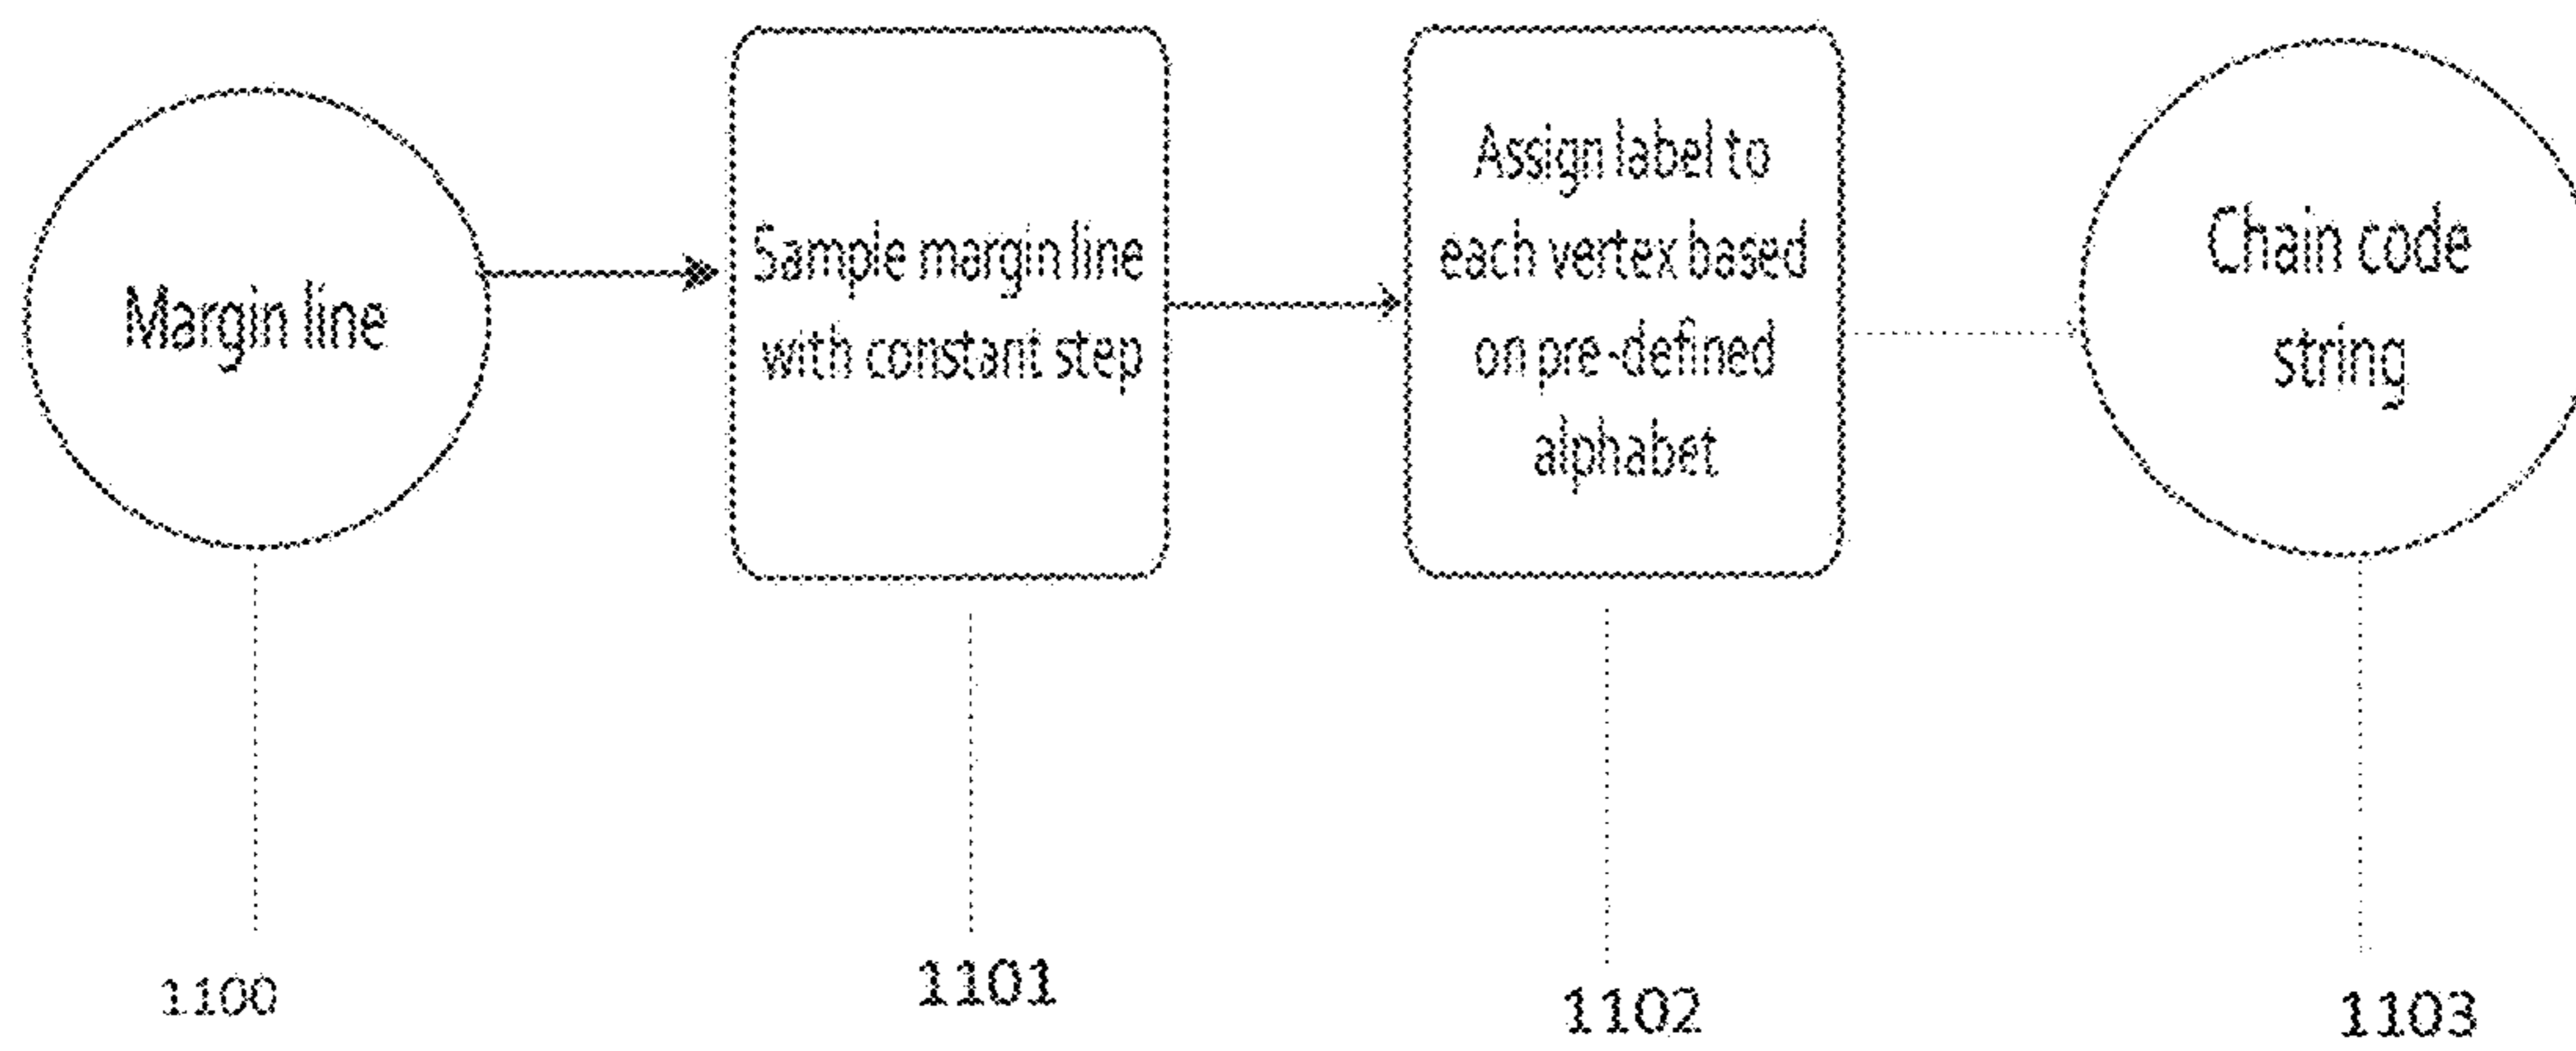 Margin line
Sample margin line
with constant step
Assign label to
each vertex based
on pre-defined
alphabet
Chain code
string
1100
1101
1102
1103